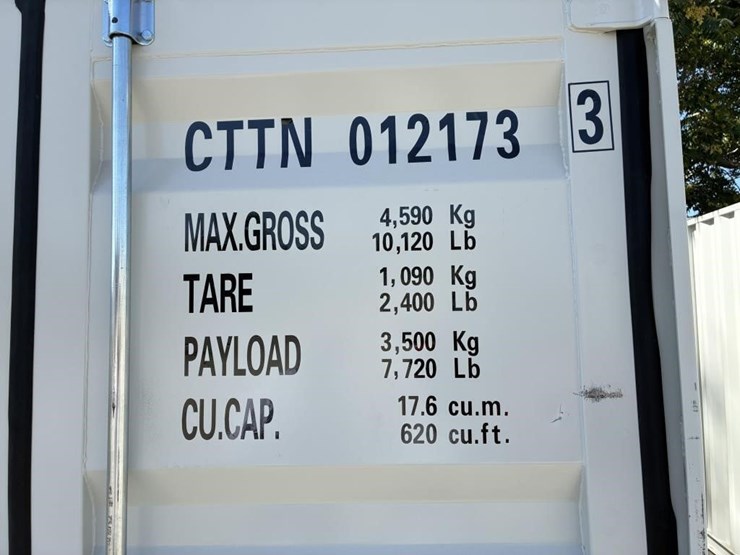 CTTN 012173 3
MAX.GROSS 4,590 Kg
10,120 Lb
TARE 1,090 Kg
2,400 Lb
PAYLOAD 3,500 Kg
7,720 Lb
CU.CAP. 17.6 cu.m.
620 cu.ft.